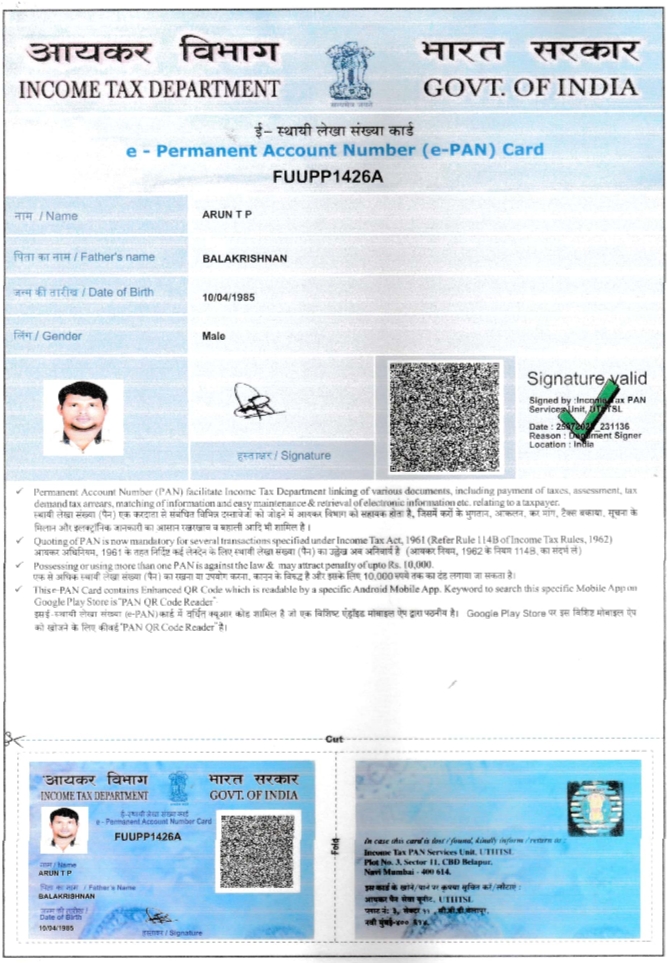 आयकर विभाग
INCOME TAX DEPARTMENT
सत्यमेव जयते
भारत सरकार
GOVT. OF INDIA
ई- स्थायी लेखा संख्या कार्ड
e - Permanent Account Number (e-PAN) Card
FUUPP1426A
नाम / Name
ARUN T P
पिता का नाम / Father's name
BALAKRISHNAN
जन्म की तारीख / Date of Birth
10/04/1985
लिंग / Gender
Male
हस्ताक्षर / Signature
Signature valid
Signed by :Income Tax PAN
Services Unit, UTIITSL
Date : 231136
Reason : Document Signer
Location : India
✓ Permanent Account Number (PAN) facilitate Income Tax Department linking of various documents, including payment of taxes, assessment, tax
demand tax arrears, matching of information and easy maintenance & retrieval of electronic information etc. relating to a taxpayer.
स्थायी लेखा संख्या (पैन) एक करदाता से संबंधित विभिन्न दस्तावेजों को जोड़ने में आयकर विभाग को सहायक होता है, जिसमें करों के भुगतान, आकलन, कर मांग, टैक्स बकाया, सूचना के
मिलान और इलक्ट्रॉनिक जानकारी का आसान रखरखाव व बहाली आदि भी शामिल है।
✓ Quoting of PAN is now mandatory for several transactions specified under Income Tax Act, 1961 (Refer Rule 114B of Income Tax Rules, 1962)
आयकर अधिनियम, 1961 के तहत निर्दिष्ट कई लेनदेन के लिए स्थायी लेखा संख्या (पैन) का उल्लेख अब अनिवार्य है (आयकर नियम, 1962 के नियम 114B, का संदर्भ लें)
✓ Possessing or using more than one PAN is against the law & may attract penalty of upto Rs. 10,000.
एक से अधिक स्थायी लेखा संख्या (पैन) का रखना या उपयोग करना, कानून के विरुद्ध है और इसके लिए 10,000 रुपये तक का दंड लगाया जा सकता है।
✓ This e-PAN Card contains Enhanced QR Code which is readable by a specific Android Mobile App. Keyword to search this specific Mobile App on
Google Play Store is "PAN QR Code Reader"
इसई-स्थायी लेखा संख्या (e-PAN) कार्ड में वर्धित क्यूआर कोड शामिल है जो एक विशिष्ट एंड्रॉइड मोबाइल ऐप द्वारा पठनीय है। Google Play Store पर इस विशिष्ट मोबाइल ऐप
को खोजने के लिए कीवर्ड "PAN QR Code Reader" है।
Cut
आयकर विभाग
INCOME TAX DEPARTMENT
भारत सरकार
GOVT. OF INDIA
ई-स्थायी लेखा संख्या कार्ड
e - Permanent Account Number Card
FUUPP1426A
नाम / Name
ARUN T P
पिता का नाम / Father's Name
BALAKRISHNAN
जन्म की तारीख /
Date of Birth
10/04/1985
हस्ताक्षर / Signature
Fold
In case this card is lost / found, kindly inform / return to :
Income Tax PAN Services Unit, UTIITSL
Plot No. 3, Sector 11, CBD Belapur,
Navi Mumbai - 400 614.
इस कार्ड के खोने/पाने पर कृपया सूचित करें/लौटाएं :
आयकर पैन सेवा यूनीट, UTIITSL
प्लाट नं: ३, सेक्टर ११ , सी.बी.डी.बेलापुर,
नवी मुंबई-४०० ६१४.